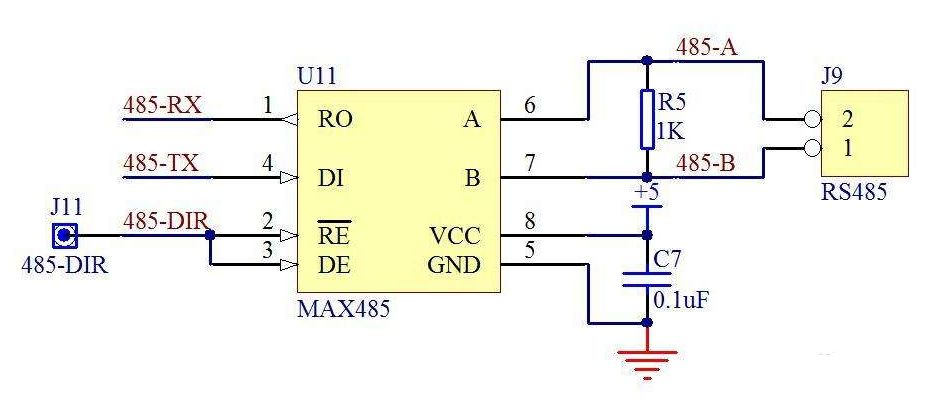 485-A
U11
J9
485-RX 1 RO A 6
R5
1K
2
485-TX 4 DI B 7
485-B
1
+5
RS485
J11
485-DIR 2 RE VCC 8
3 DE GND 5
485-DIR
C7
MAX485
0.1uF